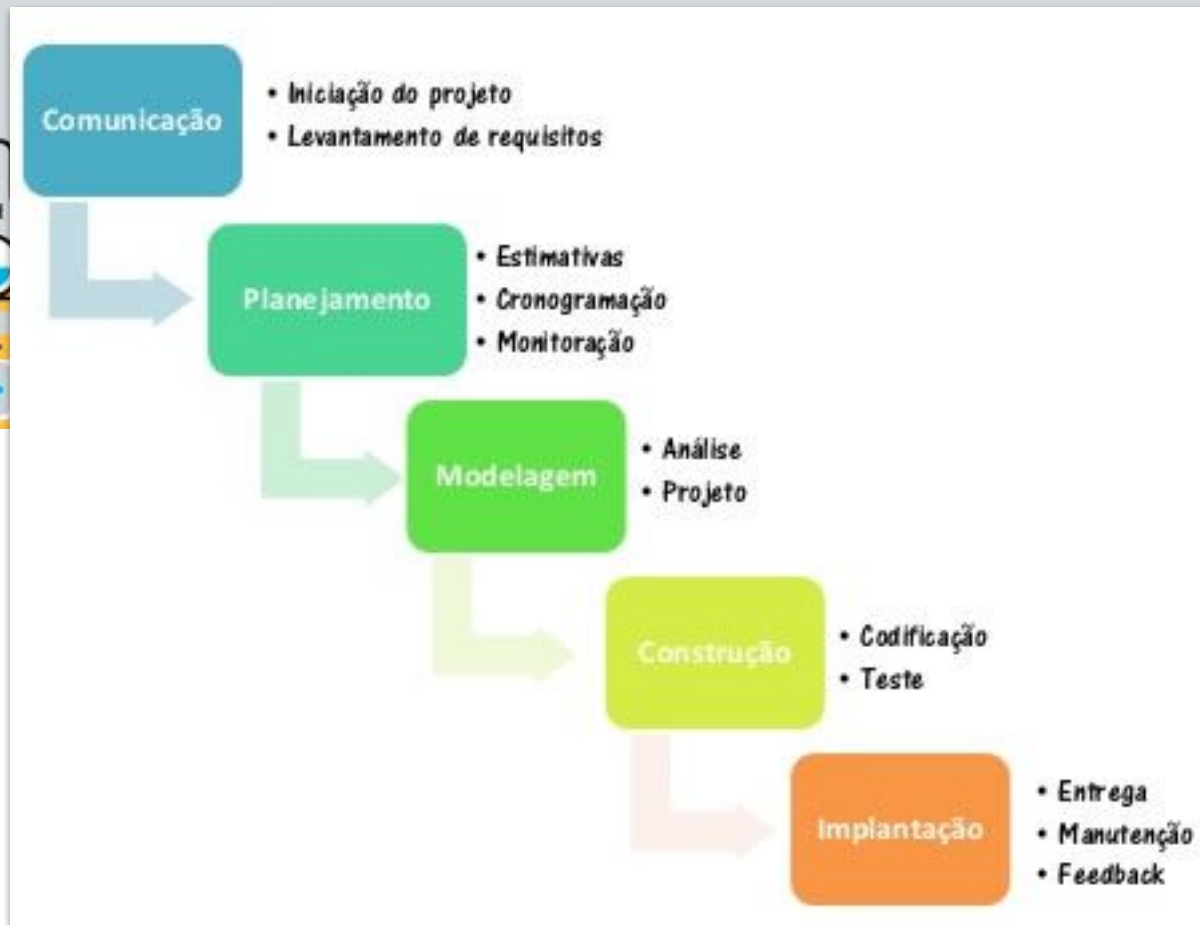 Comunicação
• Iniciação do projeto
• Levantamento de requisitos
Planejamento
• Estimativas
• Cronogramação
• Monitoração
Modelagem
• Análise
• Projeto
Construção
• Codificação
• Teste
Implantação
• Entrega
• Manutenção
• Feedback